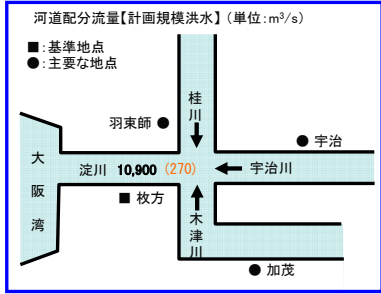 河道配分流量【計画規模洪水】(単位:m³/s)
■:基準地点
●:主要な地点
桂川
羽束師 ●
● 宇治
大阪湾
淀川 10,900 (270)
宇治川
■ 枚方
木津川
● 加茂